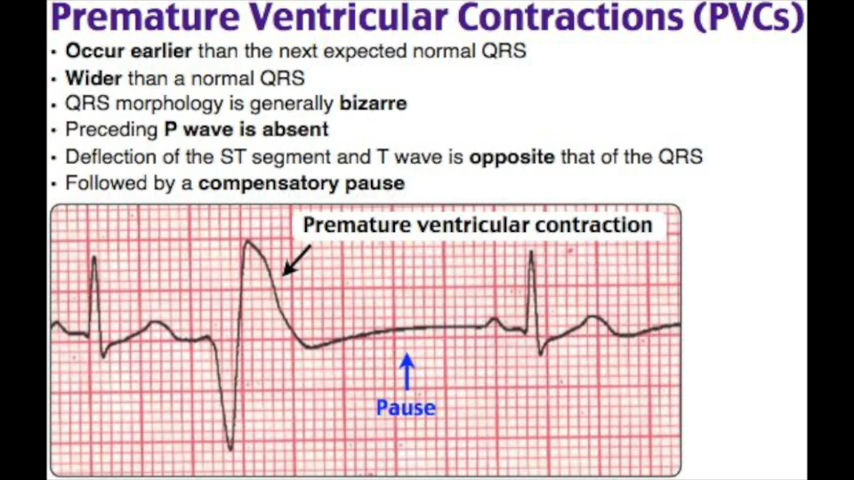 Premature Ventricular Contractions (PVCs)
· Occur earlier than the next expected normal QRS
· Wider than a normal QRS
· QRS morphology is generally bizarre
· Preceding P wave is absent
· Deflection of the ST segment and T wave is opposite that of the QRS
· Followed by a compensatory pause
Premature ventricular contraction
Pause